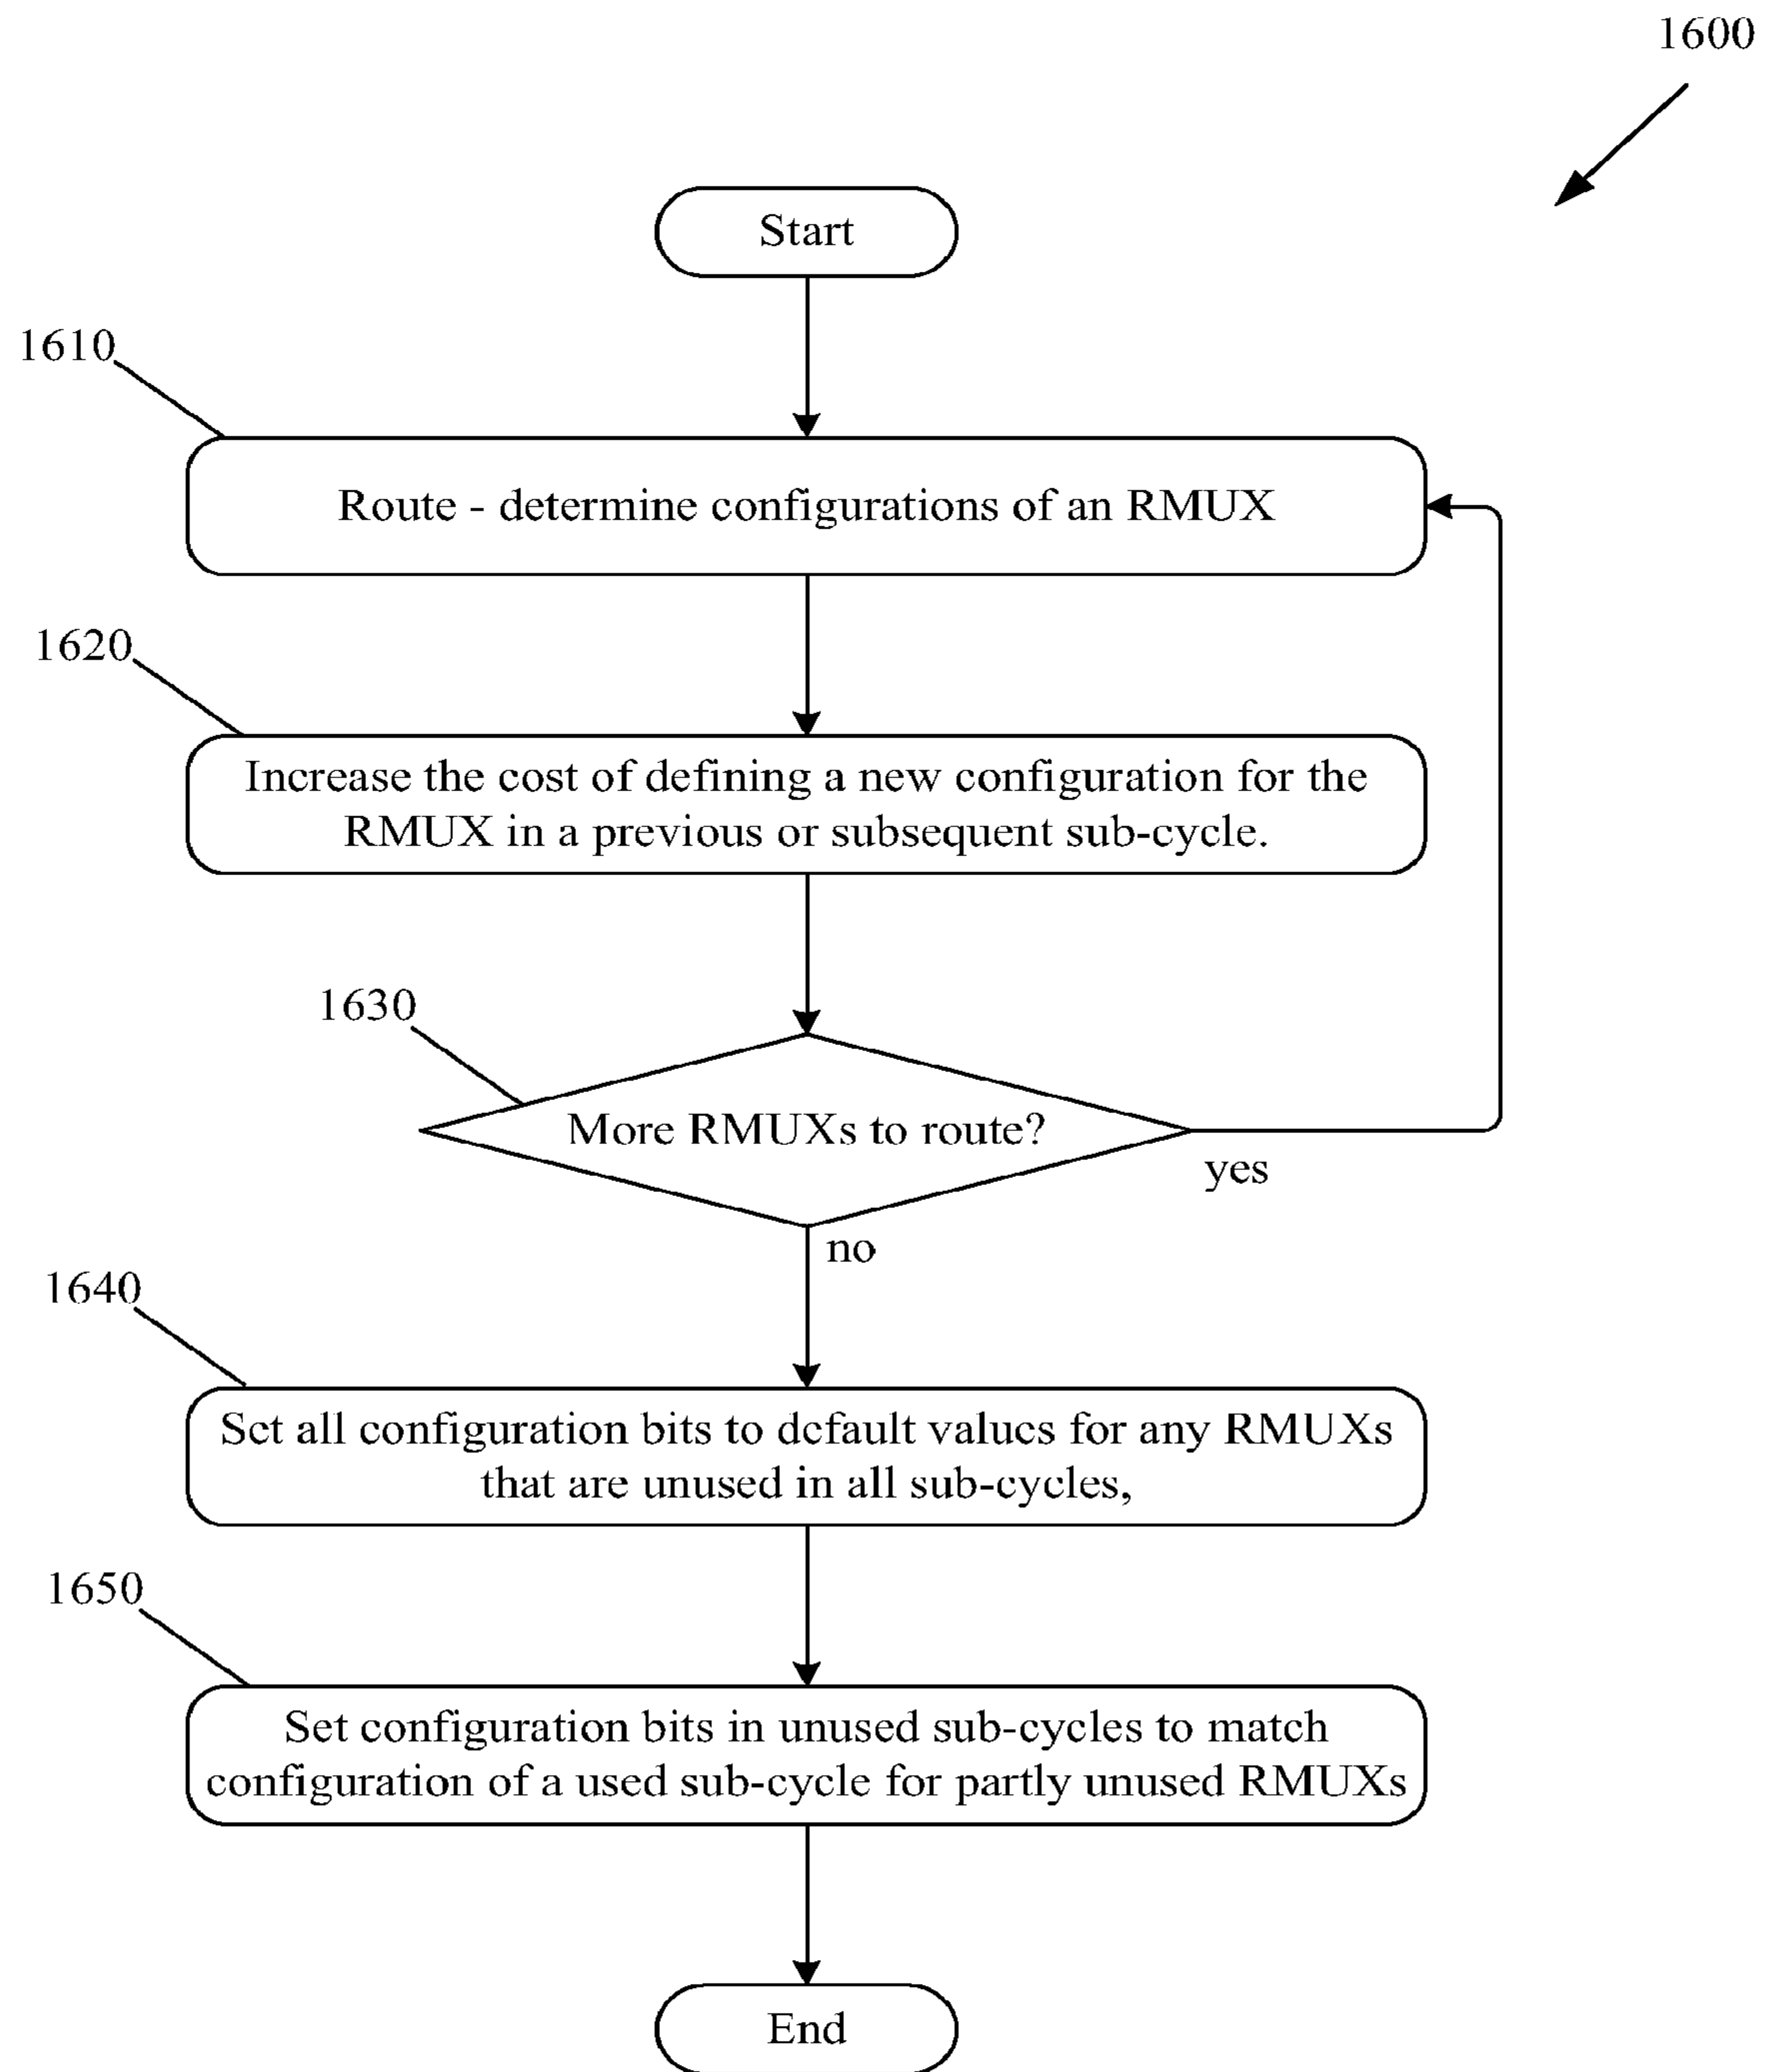 1600
Start
1610
Route - determine configurations of an RMUX
1620
Increase the cost of defining a new configuration for the
RMUX in a previous or subsequent sub-cycle.
1630
More RMUXs to route?
yes
no
1640
Set all configuration bits to default values for any RMUXs
that are unused in all sub-cycles,
1650
Set configuration bits in unused sub-cycles to match
configuration of a used sub-cycle for partly unused RMUXs
End